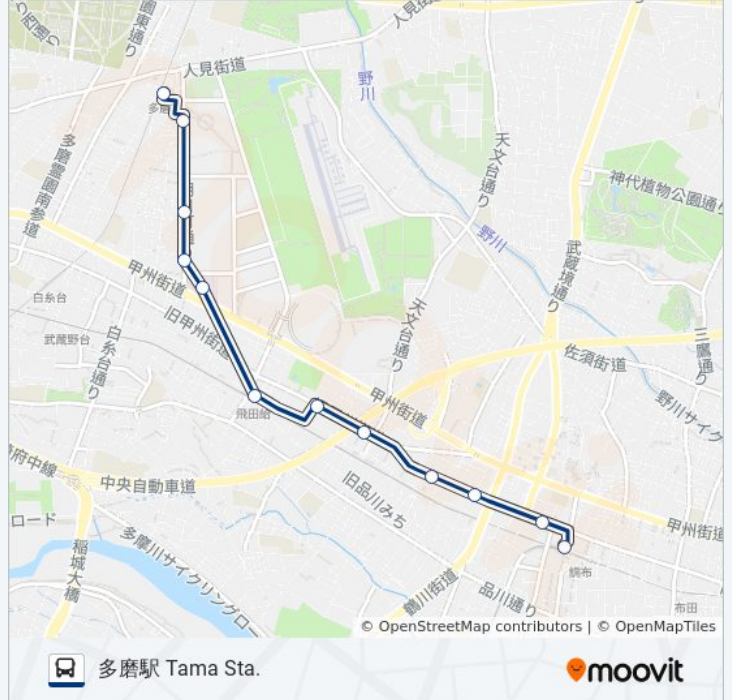 人見街道
多磨
野川
多磨霊園南参道
天文台通り
神代植物公園通り
野川
武蔵境通り
甲州街道
白糸台
旧甲州街道
武蔵野台
白糸台通り
天文台通り
三鷹通り
佐須街道
甲州街道
飛田給
野川サイク
中央自動車道
旧品川みち
府中線
ロード
甲州街道
稲城大橋
多摩川サイクリングロー
調布
鶴川街道
品川通り
布田
© OpenStreetMap contributors | © OpenMapTiles
多磨駅 Tama Sta.
moovit